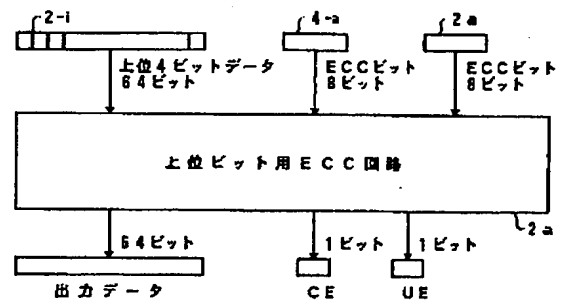 2-i
4-a
2a
上位4ビットデータ
64ビット
ECCビット
8ビット
ECCビット
8ビット
上位ビット用ECC回路
2a
64ビット
1ビット
1ビット
出力データ
CE
UE